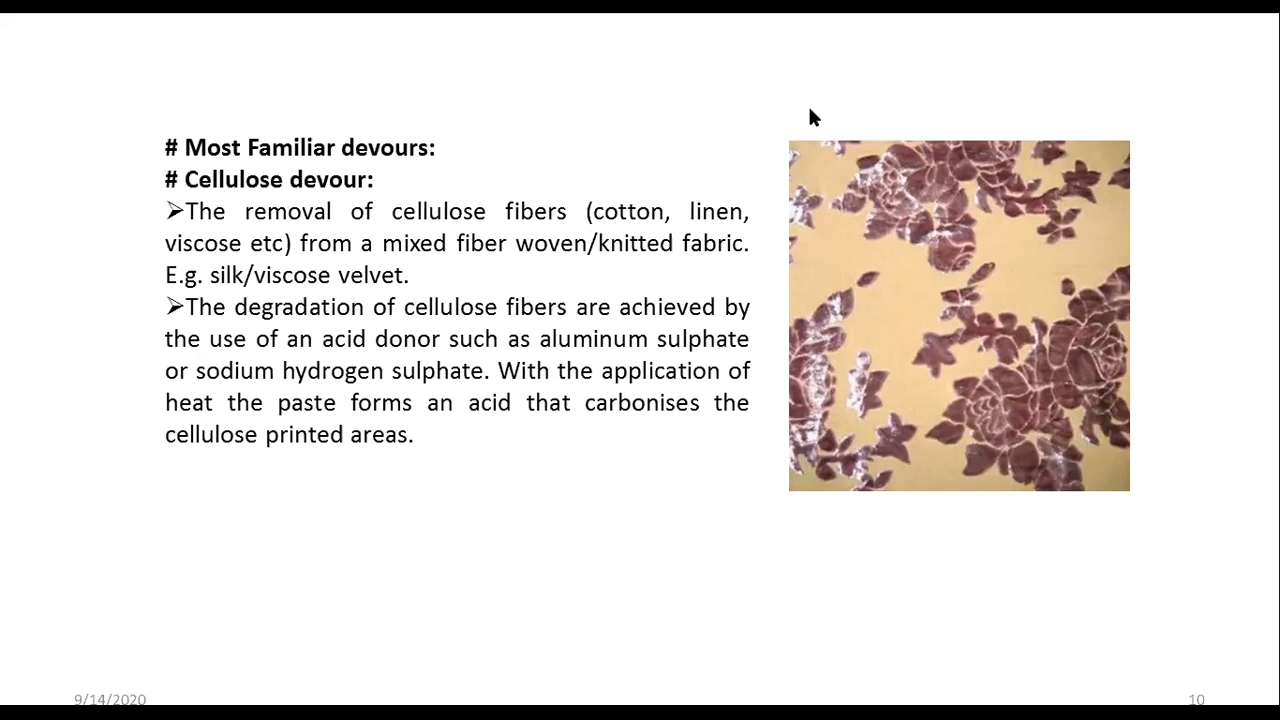 # Most Familiar devours:
# Cellulose devour:
➢The removal of cellulose fibers (cotton, linen,
viscose etc) from a mixed fiber woven/knitted fabric.
E.g. silk/viscose velvet.
➢The degradation of cellulose fibers are achieved by
the use of an acid donor such as aluminum sulphate
or sodium hydrogen sulphate. With the application of
heat the paste forms an acid that carbonises the
cellulose printed areas.
9/14/2020
10